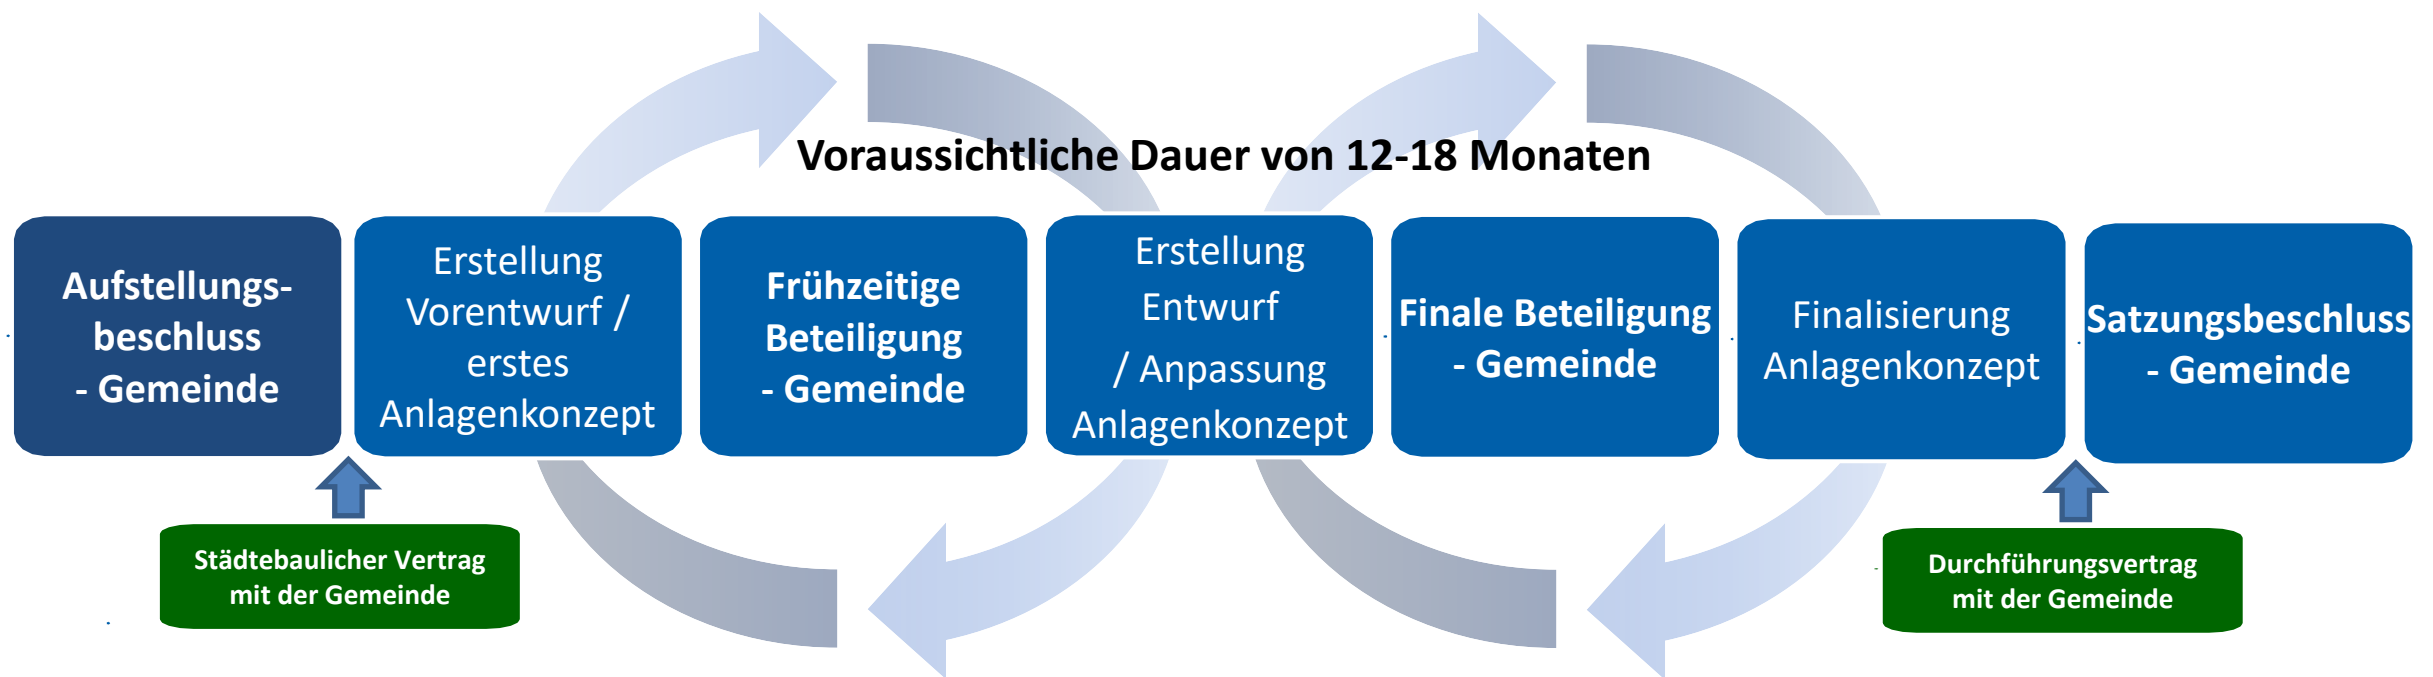 Voraussichtliche Dauer von 12-18 Monaten
Aufstellungs-
beschluss
- Gemeinde
Erstellung
Vorentwurf /
erstes
Anlagenkonzept
Frühzeitige
Beteiligung
- Gemeinde
Erstellung
Entwurf
/ Anpassung
Anlagenkonzept
Finale Beteiligung
- Gemeinde
Finalisierung
Anlagenkonzept
Satzungsbeschluss
- Gemeinde
Städtebaulicher Vertrag
mit der Gemeinde
Durchführungsvertrag
mit der Gemeinde